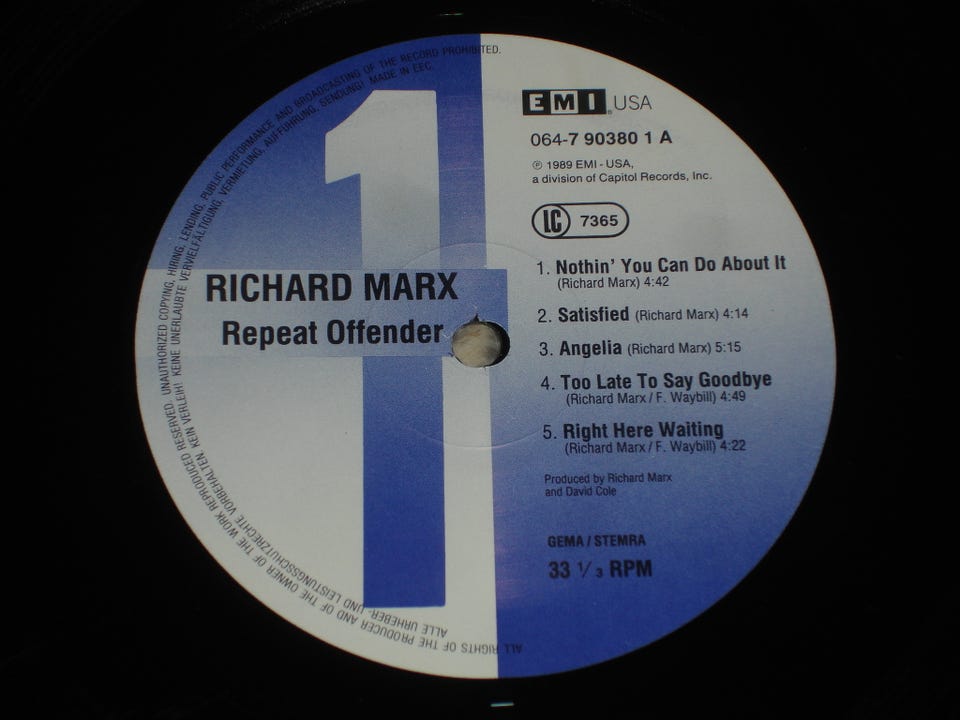 1
RICHARD MARX
Repeat Offender
EMI USA
064-7 90380 1 A
℗ 1989 EMI - USA,
a division of Capitol Records, Inc.
LC 7365
1. Nothin' You Can Do About It
(Richard Marx) 4:42
2. Satisfied (Richard Marx) 4:14
3. Angelia (Richard Marx) 5:15
4. Too Late To Say Goodbye
(Richard Marx / F. Waybill) 4:49
5. Right Here Waiting
(Richard Marx / F. Waybill) 4:22
Produced by Richard Marx
and David Cole
GEMA / STEMRA
33 1/3 RPM
ALL RIGHTS OF THE PRODUCER AND OF THE OWNER OF THE WORK REPRODUCED RESERVED. UNAUTHORIZED COPYING, HIRING, LENDING, PUBLIC PERFORMANCE AND BROADCASTING OF THE RECORD PROHIBITED.
ALLE URHEBER- UND LEISTUNGSSCHUTZRECHTE VORBEHALTEN. KEIN VERLEIH! KEINE UNERLAUBTE VERVIELFÄLTIGUNG, VERMIETUNG, AUFFÜHRUNG, SENDUNG! MADE IN EEC.